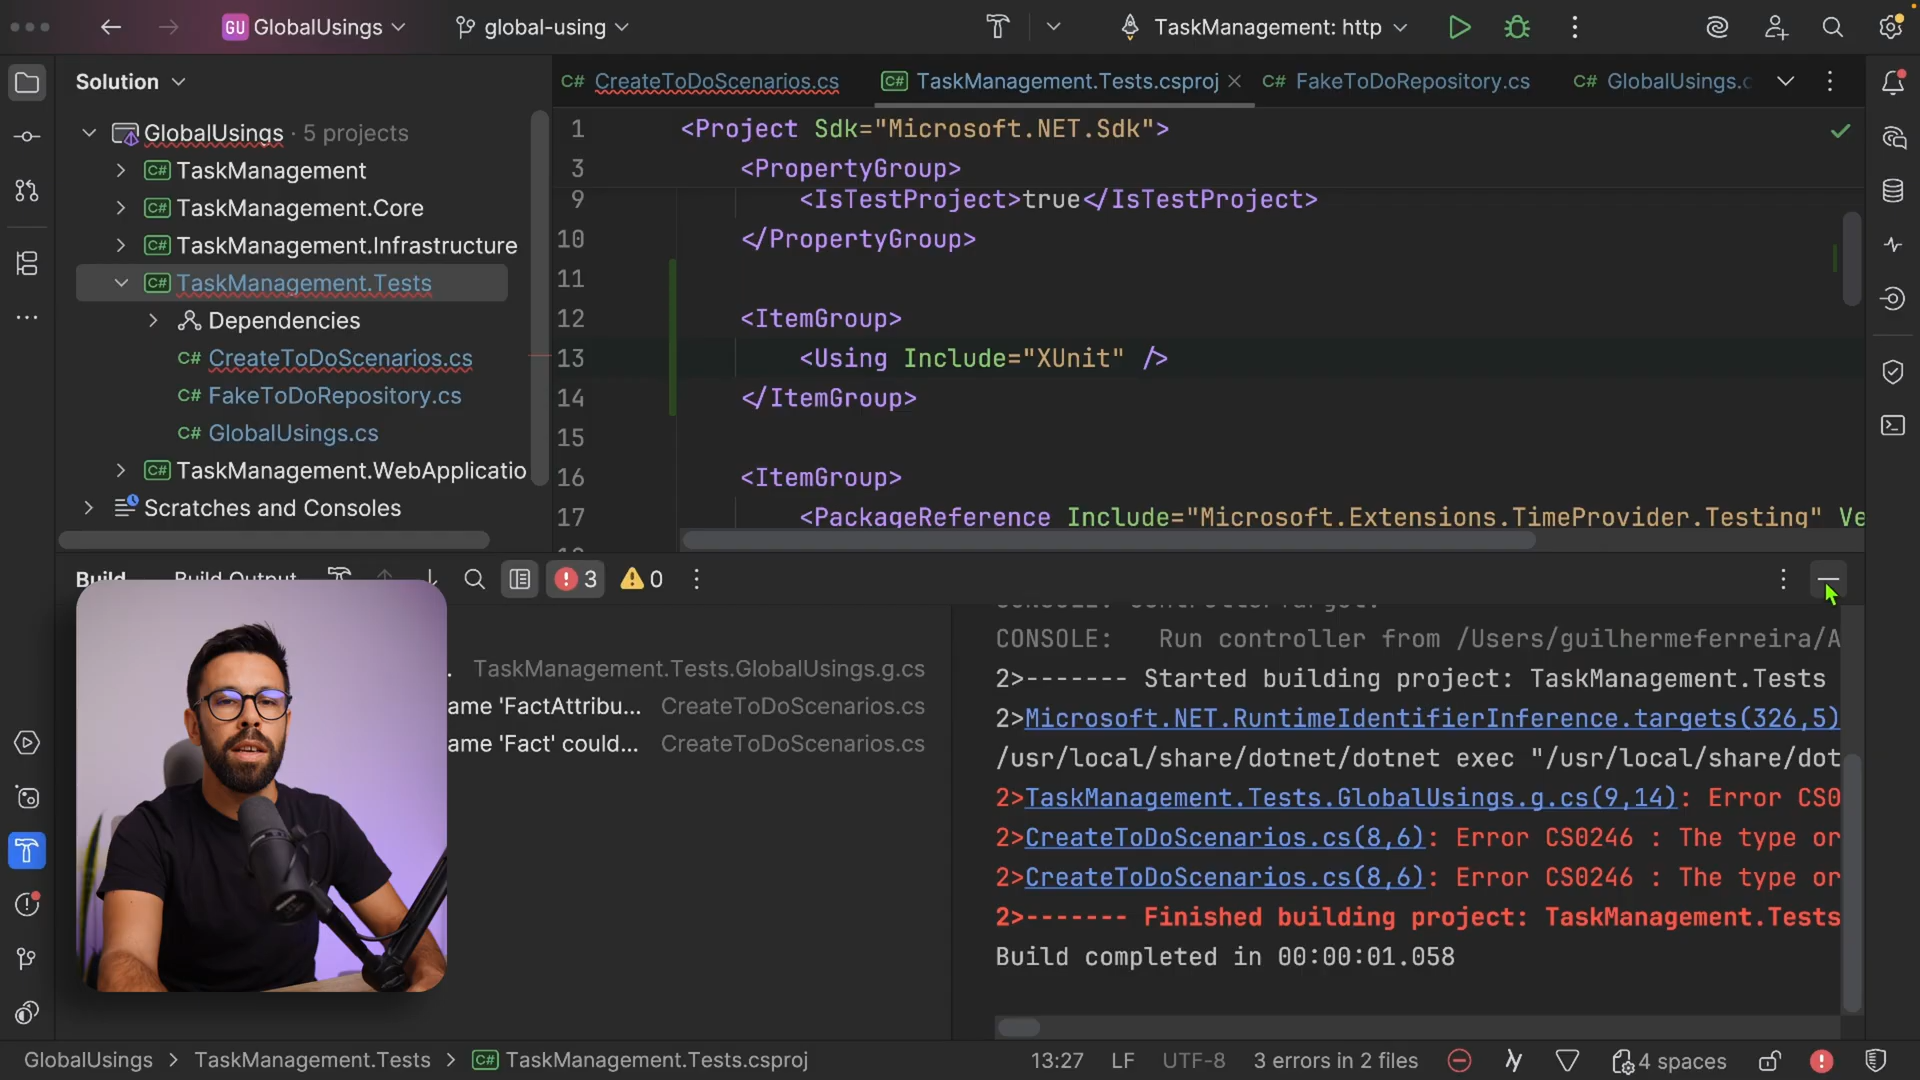 GU GlobalUsings
global-using
TaskManagement: http
Solution
C# CreateToDoScenarios.cs
C# TaskManagement.Tests.csproj
C# FakeToDoRepository.cs
C# GlobalUsings.c
GlobalUsings · 5 projects
C# TaskManagement
C# TaskManagement.Core
C# TaskManagement.Infrastructure
C# TaskManagement.Tests
Dependencies
C# CreateToDoScenarios.cs
C# FakeToDoRepository.cs
C# GlobalUsings.cs
C# TaskManagement.WebApplicatio
Scratches and Consoles
1 <Project Sdk="Microsoft.NET.Sdk">
3 <PropertyGroup>
9 <IsTestProject>true</IsTestProject>
10 </PropertyGroup>
11
12 <ItemGroup>
13 <Using Include="XUnit" />
14 </ItemGroup>
15
16 <ItemGroup>
17 <PackageReference Include="Microsoft.Extensions.TimeProvider.Testing" Ve
Build Build Output
3
0
TaskManagement.Tests.GlobalUsings.g.cs
ame 'FactAttribu... CreateToDoScenarios.cs
ame 'Fact' could... CreateToDoScenarios.cs
CONSOLE: Run controller from /Users/guilhermeferreira/A
2>------- Started building project: TaskManagement.Tests
2>Microsoft.NET.RuntimeIdentifierInference.targets(326,5)
/usr/local/share/dotnet/dotnet exec "/usr/local/share/dot
2>TaskManagement.Tests.GlobalUsings.g.cs(9,14): Error CS0
2>CreateToDoScenarios.cs(8,6): Error CS0246 : The type or
2>CreateToDoScenarios.cs(8,6): Error CS0246 : The type or
2>------- Finished building project: TaskManagement.Tests
Build completed in 00:00:01.058
GlobalUsings > TaskManagement.Tests > C# TaskManagement.Tests.csproj
13:27 LF UTF-8 3 errors in 2 files 4 spaces